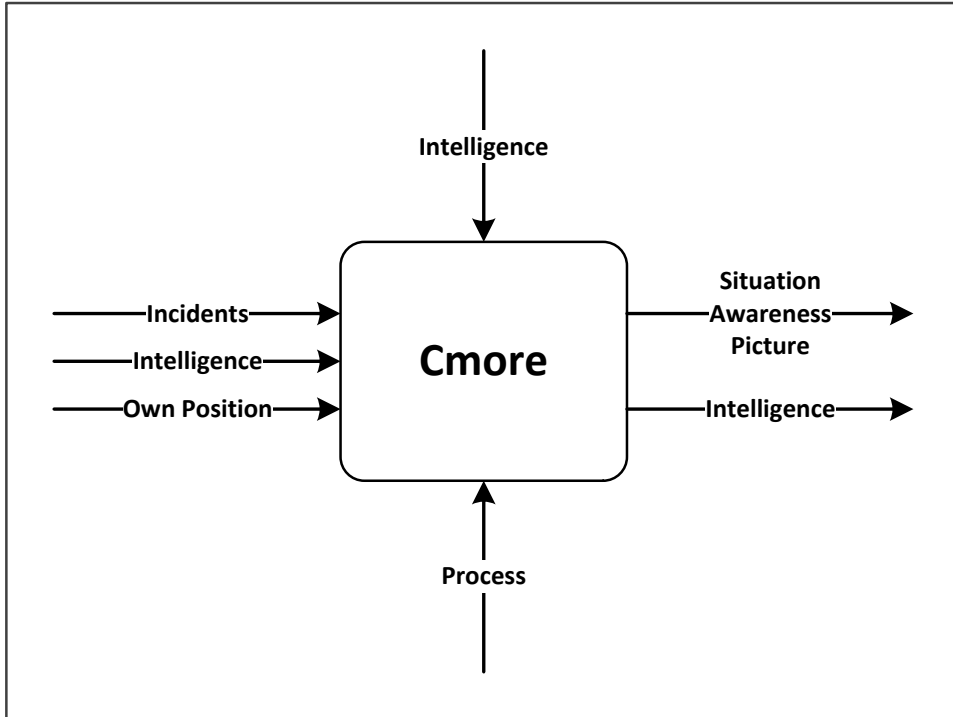 Intelligence
Incidents
Intelligence
Own Position
Cmore
Situation
Awareness
Picture
Intelligence
Process